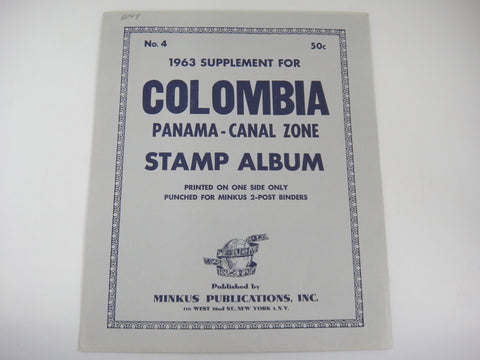 No. 4 50c
1963 SUPPLEMENT FOR
COLOMBIA
PANAMA - CANAL ZONE
STAMP ALBUM
PRINTED ON ONE SIDE ONLY
PUNCHED FOR MINKUS 2-POST BINDERS
Published by
MINKUS PUBLICATIONS, INC.
WEST 32nd ST, NEW YORK 1, N.Y.